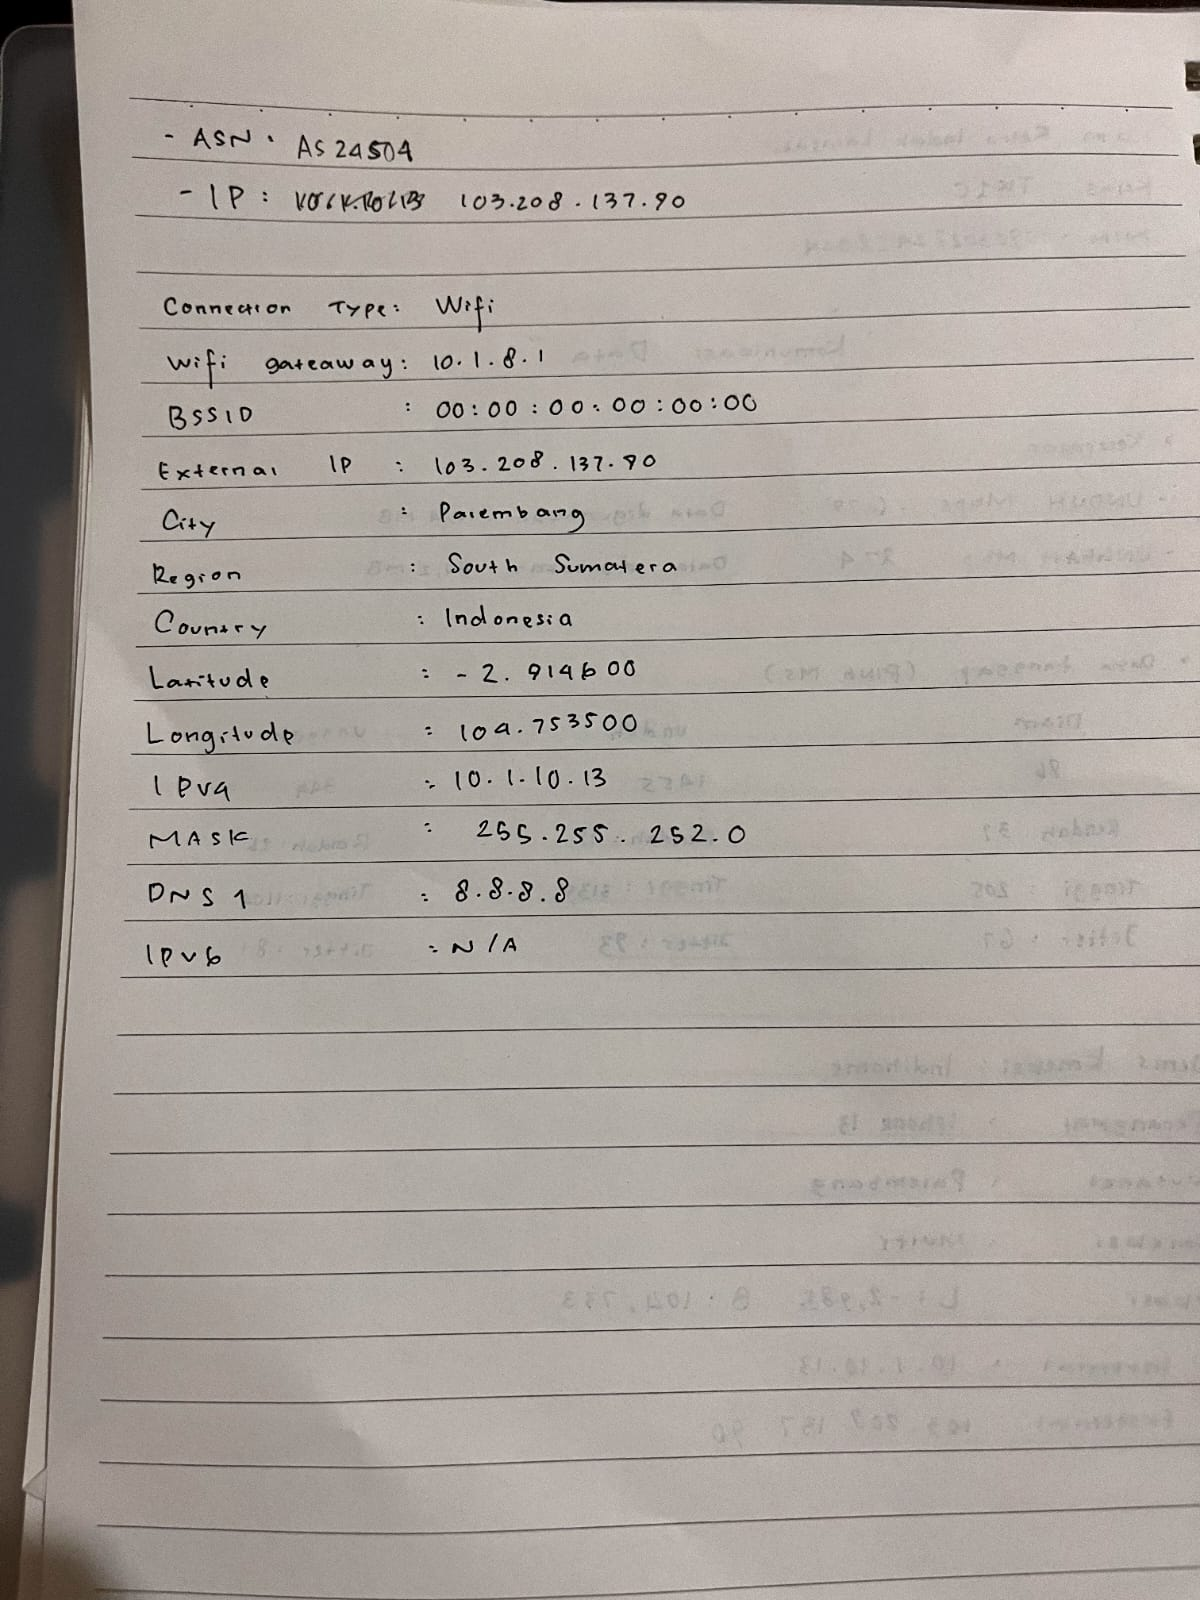 - ASN : AS 24504
- IP : 103.208.137.90
Connection Type: Wifi
Wifi gateaway: 10.1.8.1
BSSID : 00:00:00:00:00:00
External IP : 103.208.137.90
City : Palembang
Region : South Sumatera
Country : Indonesia
Latitude : -2.914600
Longitude : 104.753500
IPv4 : 10.1.10.13
MASK : 255.255.252.0
DNS 1 : 8.8.8.8
IPv6 : N/A